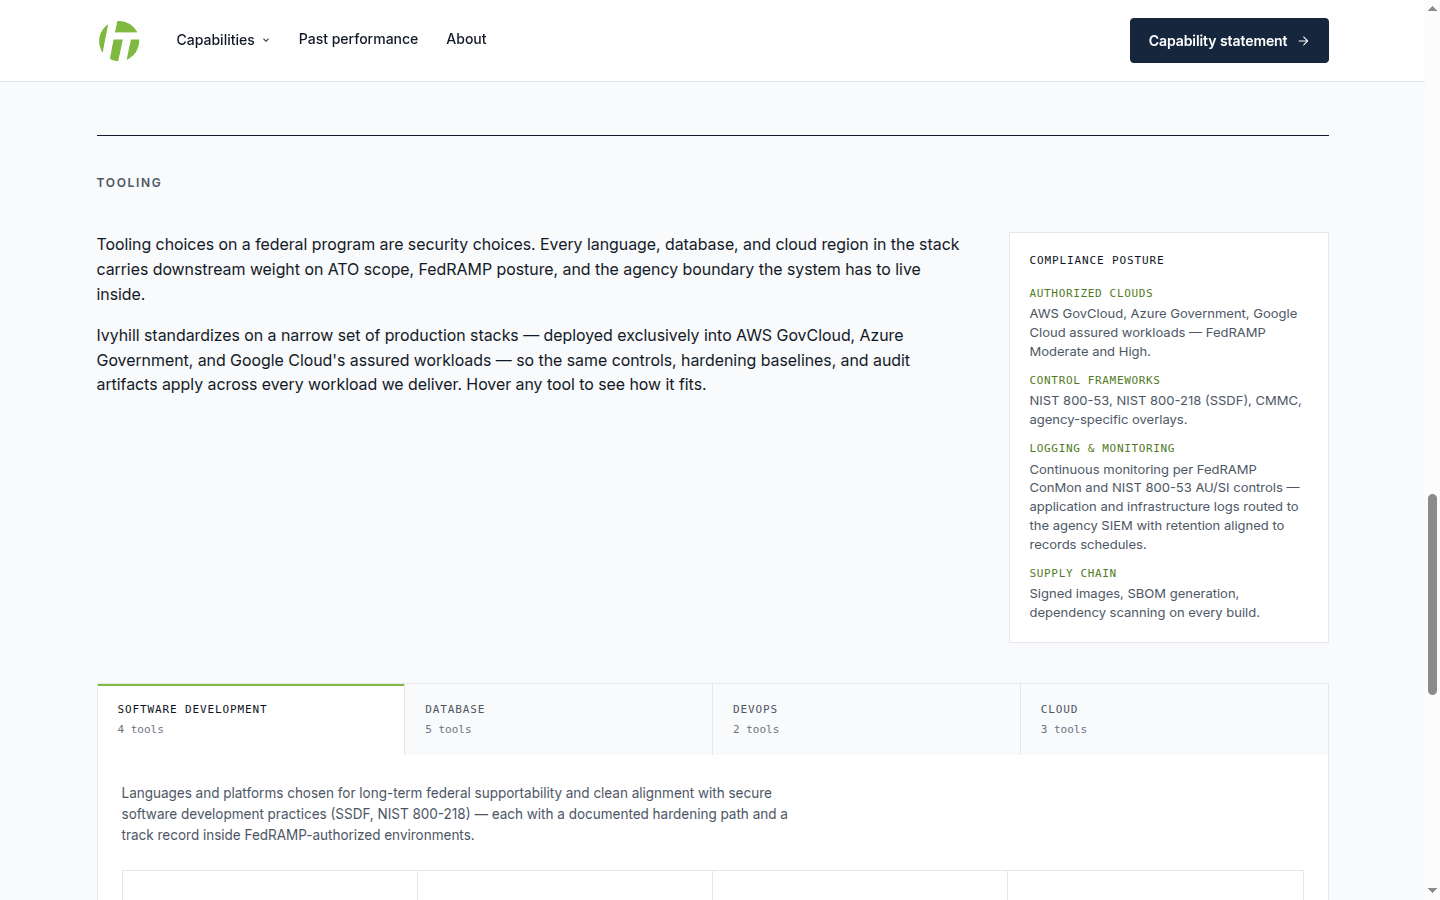 Capabilities
Past performance
About
Capability statement
TOOLING
Tooling choices on a federal program are security choices. Every language, database, and cloud region in the stack
carries downstream weight on ATO scope, FedRAMP posture, and the agency boundary the system has to live
inside.
Ivyhill standardizes on a narrow set of production stacks — deployed exclusively into AWS GovCloud, Azure
Government, and Google Cloud's assured workloads — so the same controls, hardening baselines, and audit
artifacts apply across every workload we deliver. Hover any tool to see how it fits.
COMPLIANCE POSTURE
AUTHORIZED CLOUDS
AWS GovCloud, Azure Government, Google
Cloud assured workloads — FedRAMP
Moderate and High.
CONTROL FRAMEWORKS
NIST 800-53, NIST 800-218 (SSDF), CMMC,
agency-specific overlays.
LOGGING & MONITORING
Continuous monitoring per FedRAMP
ConMon and NIST 800-53 AU/SI controls —
application and infrastructure logs routed to
the agency SIEM with retention aligned to
records schedules.
SUPPLY CHAIN
Signed images, SBOM generation,
dependency scanning on every build.
SOFTWARE DEVELOPMENT
4 tools
DATABASE
5 tools
DEVOPS
2 tools
CLOUD
3 tools
Languages and platforms chosen for long-term federal supportability and clean alignment with secure
software development practices (SSDF, NIST 800-218) — each with a documented hardening path and a
track record inside FedRAMP-authorized environments.